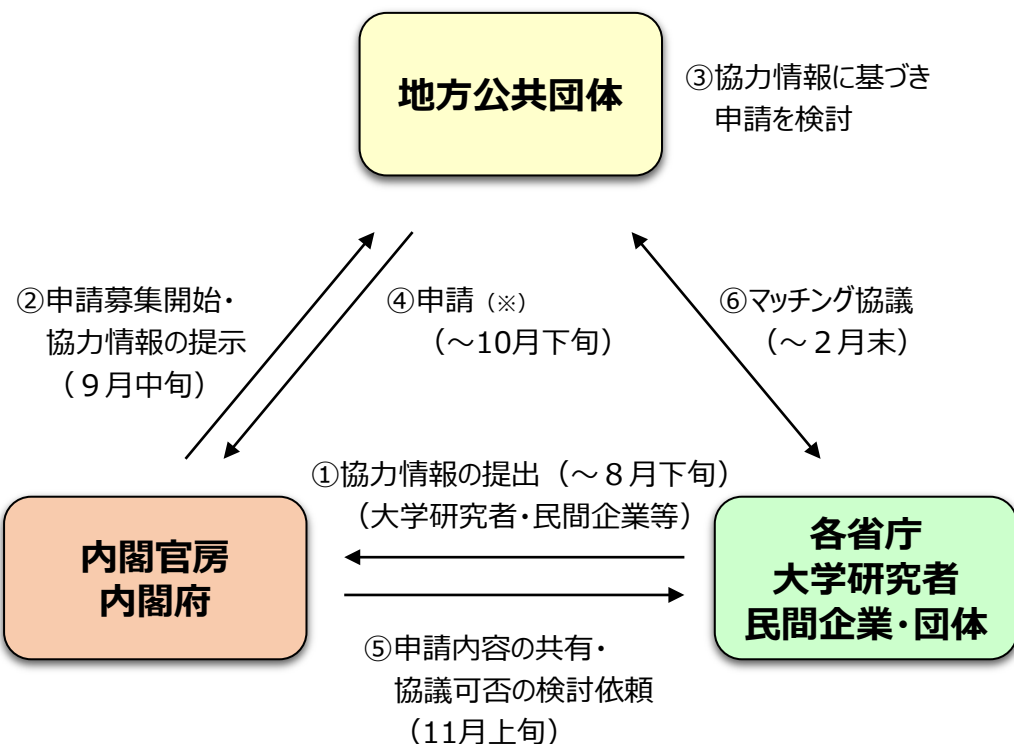 地方公共団体
③協力情報に基づき
申請を検討
②申請募集開始・
協力情報の提示
（９月中旬）
④申請（※）
（～10月下旬）
⑥マッチング協議
（～２月末）
①協力情報の提出（～８月下旬）
（大学研究者・民間企業等）
内閣官房
内閣府
各省庁
大学研究者
民間企業・団体
⑤申請内容の共有・
協議可否の検討依頼
（11月上旬）